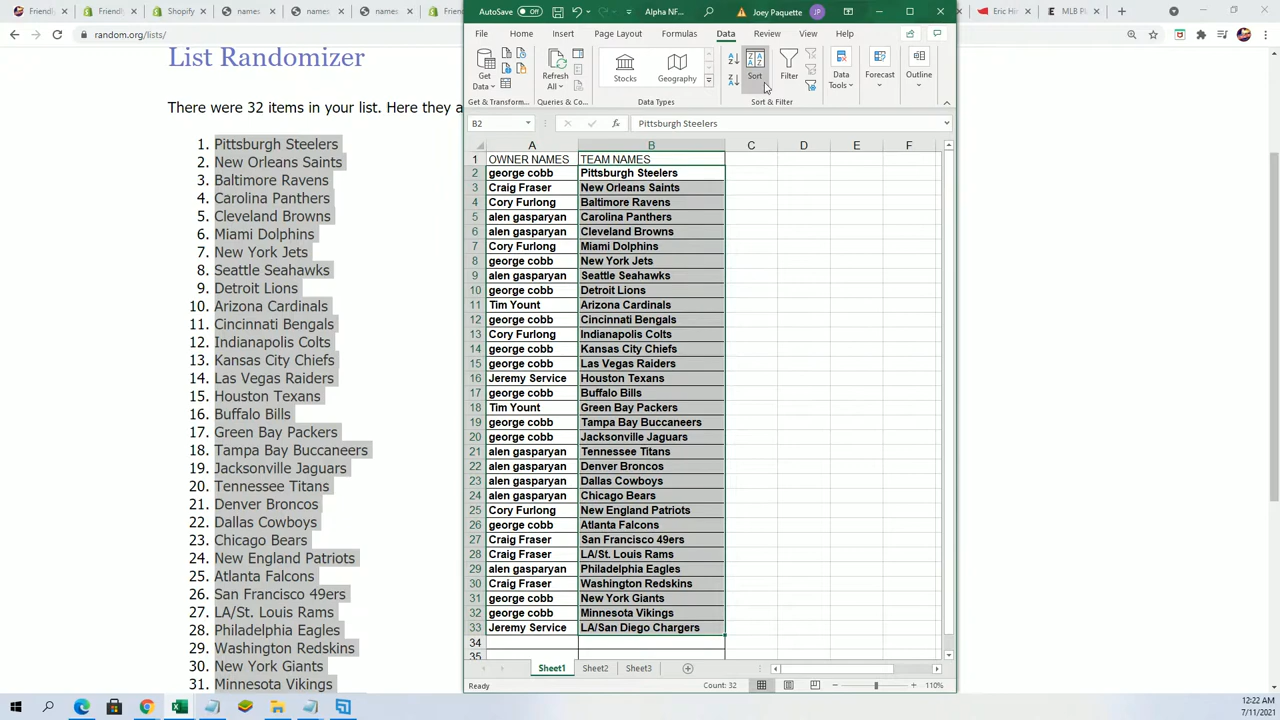 Friendl
Shopify
names
names
names
Friend
AutoSave
Off
Alpha NF...
Joey Paquette
JP
Eric Hi
MLB P
random.org/lists/
File
Home
Insert
Page Layout
Formulas
Data
Review
View
Help
Get
Data
Refresh
All
Stocks
Geography
Sort
Filter
Data
Tools
Forecast
Outline
Get & Transform...
Queries & Co...
Data Types
Sort & Filter
B2
fx
Pittsburgh Steelers
List Randomizer
There were 32 items in your list. Here they a
1. Pittsburgh Steelers
2. New Orleans Saints
3. Baltimore Ravens
4. Carolina Panthers
5. Cleveland Browns
6. Miami Dolphins
7. New York Jets
8. Seattle Seahawks
9. Detroit Lions
10. Arizona Cardinals
11. Cincinnati Bengals
12. Indianapolis Colts
13. Kansas City Chiefs
14. Las Vegas Raiders
15. Houston Texans
16. Buffalo Bills
17. Green Bay Packers
18. Tampa Bay Buccaneers
19. Jacksonville Jaguars
20. Tennessee Titans
21. Denver Broncos
22. Dallas Cowboys
23. Chicago Bears
24. New England Patriots
25. Atlanta Falcons
26. San Francisco 49ers
27. LA/St. Louis Rams
28. Philadelphia Eagles
29. Washington Redskins
30. New York Giants
31. Minnesota Vikings
A B C D E F
1 OWNER NAMES TEAM NAMES
2 george cobb Pittsburgh Steelers
3 Craig Fraser New Orleans Saints
4 Cory Furlong Baltimore Ravens
5 alen gasparyan Carolina Panthers
6 alen gasparyan Cleveland Browns
7 Cory Furlong Miami Dolphins
8 george cobb New York Jets
9 alen gasparyan Seattle Seahawks
10 george cobb Detroit Lions
11 Tim Yount Arizona Cardinals
12 george cobb Cincinnati Bengals
13 Cory Furlong Indianapolis Colts
14 george cobb Kansas City Chiefs
15 george cobb Las Vegas Raiders
16 Jeremy Service Houston Texans
17 george cobb Buffalo Bills
18 Tim Yount Green Bay Packers
19 george cobb Tampa Bay Buccaneers
20 george cobb Jacksonville Jaguars
21 alen gasparyan Tennessee Titans
22 alen gasparyan Denver Broncos
23 alen gasparyan Dallas Cowboys
24 alen gasparyan Chicago Bears
25 Cory Furlong New England Patriots
26 george cobb Atlanta Falcons
27 Craig Fraser San Francisco 49ers
28 Craig Fraser LA/St. Louis Rams
29 alen gasparyan Philadelphia Eagles
30 Craig Fraser Washington Redskins
31 george cobb New York Giants
32 george cobb Minnesota Vikings
33 Jeremy Service LA/San Diego Chargers
34
35
Sheet1
Sheet2
Sheet3
Ready
Count: 32
110%
12:22 AM
7/11/2021